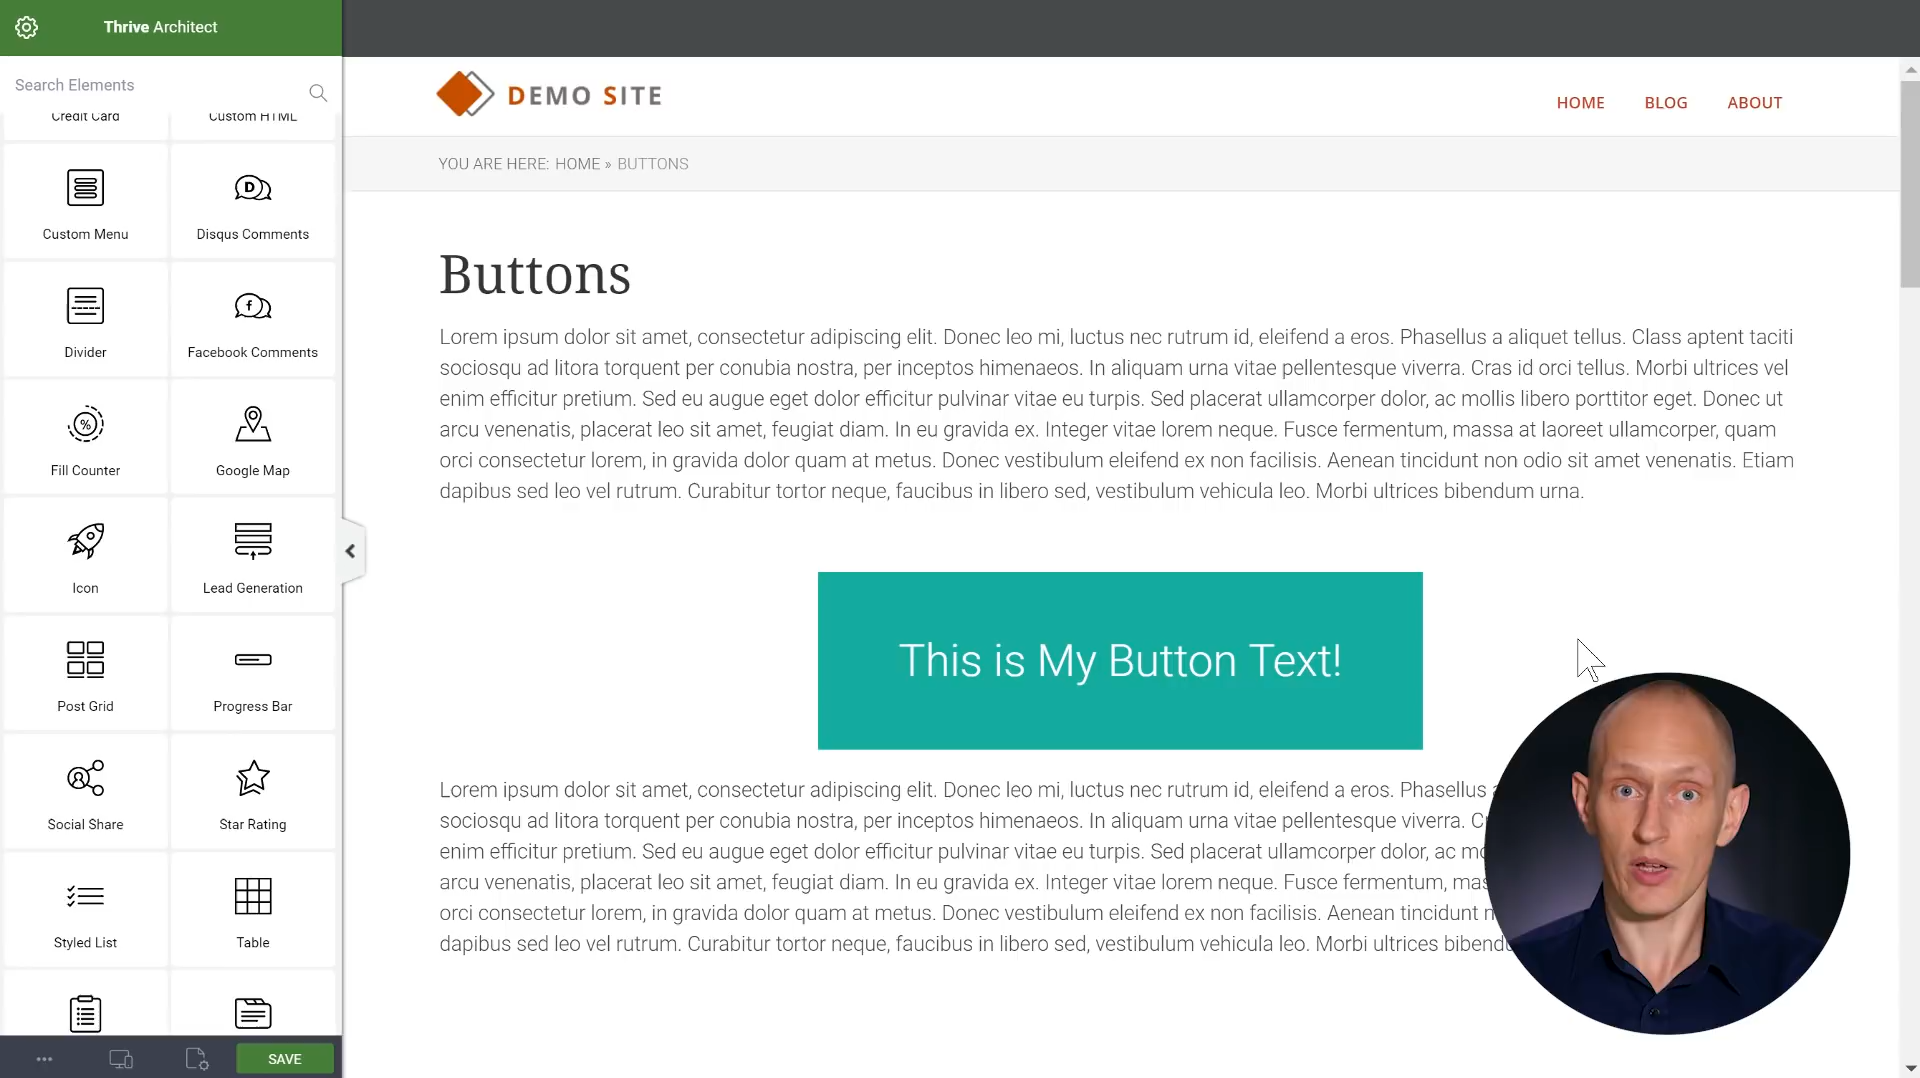 Thrive Architect
Search Elements
Credit Card
Custom HTML
Custom Menu
Disqus Comments
Divider
Facebook Comments
Fill Counter
Google Map
Icon
Lead Generation
Post Grid
Progress Bar
Social Share
Star Rating
Styled List
Table
SAVE
DEMO SITE
HOME
BLOG
ABOUT
YOU ARE HERE: HOME » BUTTONS
Buttons
Lorem ipsum dolor sit amet, consectetur adipiscing elit. Donec leo mi, luctus nec rutrum id, eleifend a eros. Phasellus a aliquet tellus. Class aptent taciti
sociosqu ad litora torquent per conubia nostra, per inceptos himenaeos. In aliquam urna vitae pellentesque viverra. Cras id orci tellus. Morbi ultrices vel
enim efficitur pretium. Sed eu augue eget dolor efficitur pulvinar vitae eu turpis. Sed placerat ullamcorper dolor, ac mollis libero porttitor eget. Donec ut
arcu venenatis, placerat leo sit amet, feugiat diam. In eu gravida ex. Integer vitae lorem neque. Fusce fermentum, massa at laoreet ullamcorper, quam
orci consectetur lorem, in gravida dolor quam at metus. Donec vestibulum eleifend ex non facilisis. Aenean tincidunt non odio sit amet venenatis. Etiam
dapibus sed leo vel rutrum. Curabitur tortor neque, faucibus in libero sed, vestibulum vehicula leo. Morbi ultrices bibendum urna.
This is My Button Text!
Lorem ipsum dolor sit amet, consectetur adipiscing elit. Donec leo mi, luctus nec rutrum id, eleifend a eros. Phasellus
sociosqu ad litora torquent per conubia nostra, per inceptos himenaeos. In aliquam urna vitae pellentesque viverra.
enim efficitur pretium. Sed eu augue eget dolor efficitur pulvinar vitae eu turpis. Sed placerat ullamcorper dolor, ac
arcu venenatis, placerat leo sit amet, feugiat diam. In eu gravida ex. Integer vitae lorem neque. Fusce fermentum,
orci consectetur lorem, in gravida dolor quam at metus. Donec vestibulum eleifend ex non facilisis. Aenean tincidunt
dapibus sed leo vel rutrum. Curabitur tortor neque, faucibus in libero sed, vestibulum vehicula leo. Morbi ultrices